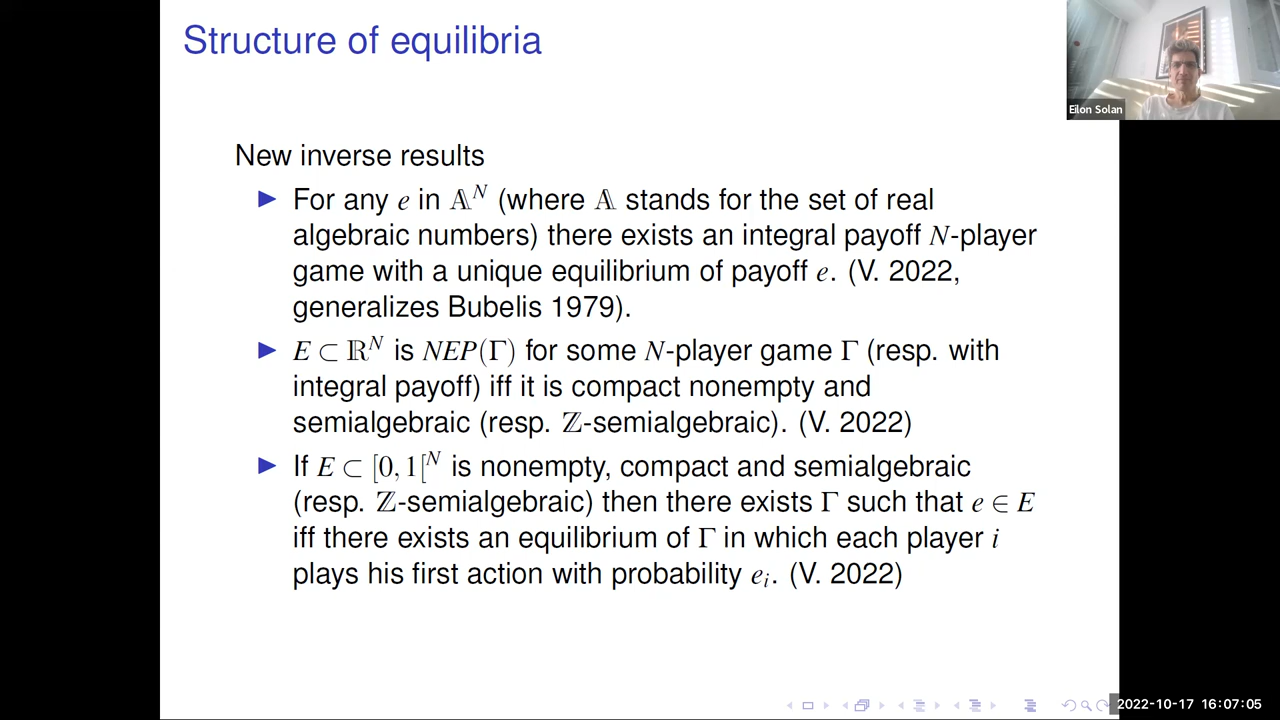 Structure of equilibria
Eilon Solan
New inverse results
▶ For any e in 𝔸^N (where 𝔸 stands for the set of real
algebraic numbers) there exists an integral payoff N-player
game with a unique equilibrium of payoff e. (V. 2022,
generalizes Bubelis 1979).
▶ E ⊂ ℝ^N is NEP(Γ) for some N-player game Γ (resp. with
integral payoff) iff it is compact nonempty and
semialgebraic (resp. ℤ-semialgebraic). (V. 2022)
▶ If E ⊂ [0, 1[^N is nonempty, compact and semialgebraic
(resp. ℤ-semialgebraic) then there exists Γ such that e ∈ E
iff there exists an equilibrium of Γ in which each player i
plays his first action with probability e_i. (V. 2022)
2022-10-17 16:07:05